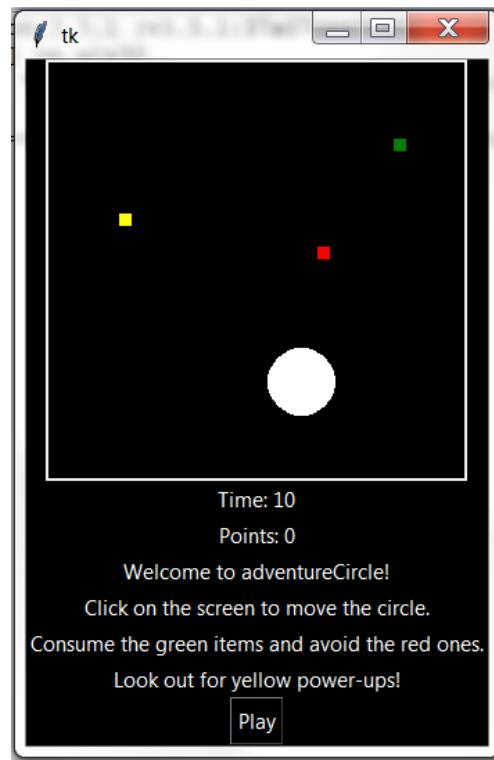 tk
Time: 10
Points: 0
Welcome to adventureCircle!
Click on the screen to move the circle.
Consume the green items and avoid the red ones.
Look out for yellow power-ups!
Play